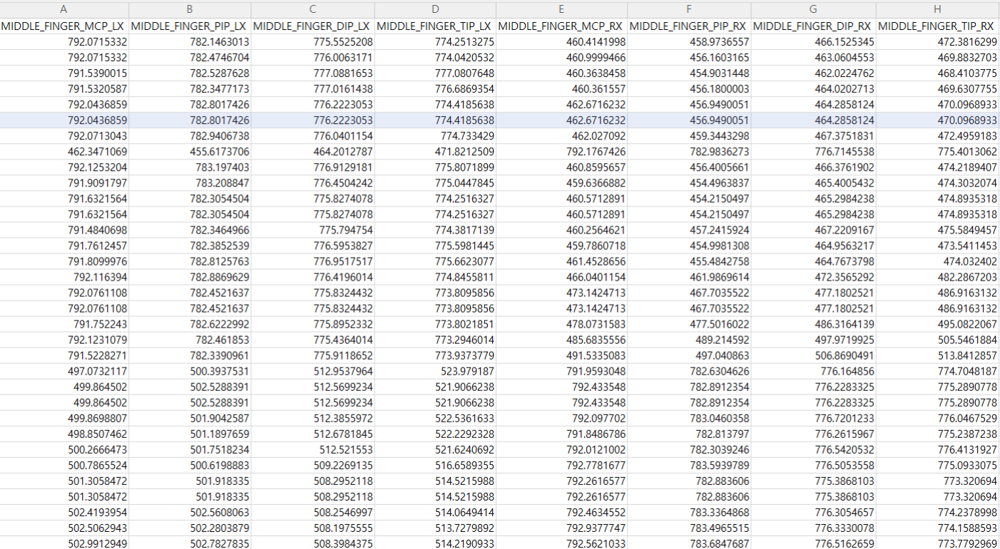 A B C D E F G H
MIDDLE_FINGER_MCP_LX MIDDLE_FINGER_PIP_LX MIDDLE_FINGER_DIP_LX MIDDLE_FINGER_TIP_LX MIDDLE_FINGER_MCP_RX MIDDLE_FINGER_PIP_RX MIDDLE_FINGER_DIP_RX MIDDLE_FINGER_TIP_RX
792.0715332 782.1463013 775.5525208 774.2513275 460.4141998 458.9736557 466.1525345 472.3816299
792.0715332 782.4746704 776.0063171 774.0420532 460.9999466 456.1603165 463.0604553 469.8832703
791.5390015 782.5287628 777.0881653 777.0807648 460.3638458 454.9031448 462.0224762 468.4103775
791.5320587 782.3477173 777.0161438 776.6869354 460.361557 456.1800003 464.0202713 469.6307755
792.0436859 782.8017426 776.2223053 774.4185638 462.6716232 456.9490051 464.2858124 470.0968933
792.0436859 782.8017426 776.2223053 774.4185638 462.6716232 456.9490051 464.2858124 470.0968933
792.0713043 782.9406738 776.0401154 774.733429 462.027092 459.3443298 467.3751831 472.4959183
462.3471069 455.6173706 464.2012787 471.8212509 792.1767426 782.9836273 776.7145538 775.4013062
792.1253204 783.197403 776.9129181 775.8071899 460.8595657 456.4005661 466.3761902 474.2189407
791.9091797 783.208847 776.4504242 775.0447845 459.6366882 454.4963837 465.4005432 474.3032074
791.6321564 782.3054504 775.8274078 774.2516327 460.5712891 454.2150497 465.2984238 474.8935318
791.6321564 782.3054504 775.8274078 774.2516327 460.5712891 454.2150497 465.2984238 474.8935318
791.4840698 782.3464966 775.794754 774.3817139 460.2564621 457.2415924 467.2209167 475.5849457
791.7612457 782.3852539 776.5953827 775.5981445 459.7860718 454.9981308 464.9563217 473.5411453
791.8099976 782.8125763 776.9517517 775.6623077 461.4528656 455.4842758 464.7673798 474.032402
792.116394 782.8869629 776.4196014 774.8455811 466.0401154 461.9869614 472.3565292 482.2867203
792.0761108 782.4521637 775.8324432 773.8095856 473.1424713 467.7035522 477.1802521 486.9163132
792.0761108 782.4521637 775.8324432 773.8095856 473.1424713 467.7035522 477.1802521 486.9163132
791.752243 782.6222992 775.8952332 773.8021851 478.0731583 477.5016022 486.3164139 495.0822067
792.1231079 782.461853 775.4364014 773.2946014 485.6835556 489.214592 497.9719925 505.5461884
791.5228271 782.3390961 775.9118652 773.9373779 491.5335083 497.040863 506.8690491 513.8412857
497.0732117 500.3937531 512.9537964 523.979187 791.9593048 782.6304626 776.164856 774.7048187
499.864502 502.5288391 512.5699234 521.9066238 792.433548 782.8912354 776.2283325 775.2890778
499.864502 502.5288391 512.5699234 521.9066238 792.433548 782.8912354 776.2283325 775.2890778
499.8698807 501.9042587 512.3855972 522.5361633 792.097702 783.0460358 776.7201233 776.0467529
498.8507462 501.1897659 512.6781845 522.2292328 791.8486786 782.813797 776.2615967 775.2387238
500.2666473 501.7518234 512.521553 521.6240692 792.0121002 782.3039246 776.5420532 776.4131927
500.7865524 500.6198883 509.2269135 516.6589355 792.7781677 783.5939789 776.5053558 775.0933075
501.3058472 501.918335 508.2952118 514.5215988 792.2616577 782.883606 775.3868103 773.320694
501.3058472 501.918335 508.2952118 514.5215988 792.2616577 782.883606 775.3868103 773.320694
502.4193954 502.5608063 508.2546997 514.0649414 792.4634552 783.3364868 776.3054657 774.2378998
502.5062943 502.2803879 508.1975555 513.7279892 792.9377747 783.4965515 776.3330078 774.1588593
502.9912949 502.7827835 508.3984375 514.2190933 792.5621033 783.6847687 776.5162659 773.7792969